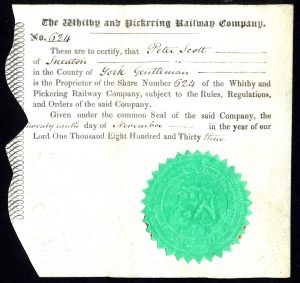 The Whitby and Pickering Railway Company.
No. 624
These are to certify, that Peter Scott
of Sneaton
in the County of York Gentleman
is the Proprietor of the Share Number 624 of the Whitby and
Pickering Railway Company, subject to the Rules, Regulations,
and Orders of the said Company.
Given under the common Seal of the said Company, the
twenty ninth day of November in the year of our
Lord One Thousand Eight Hundred and Thirty three